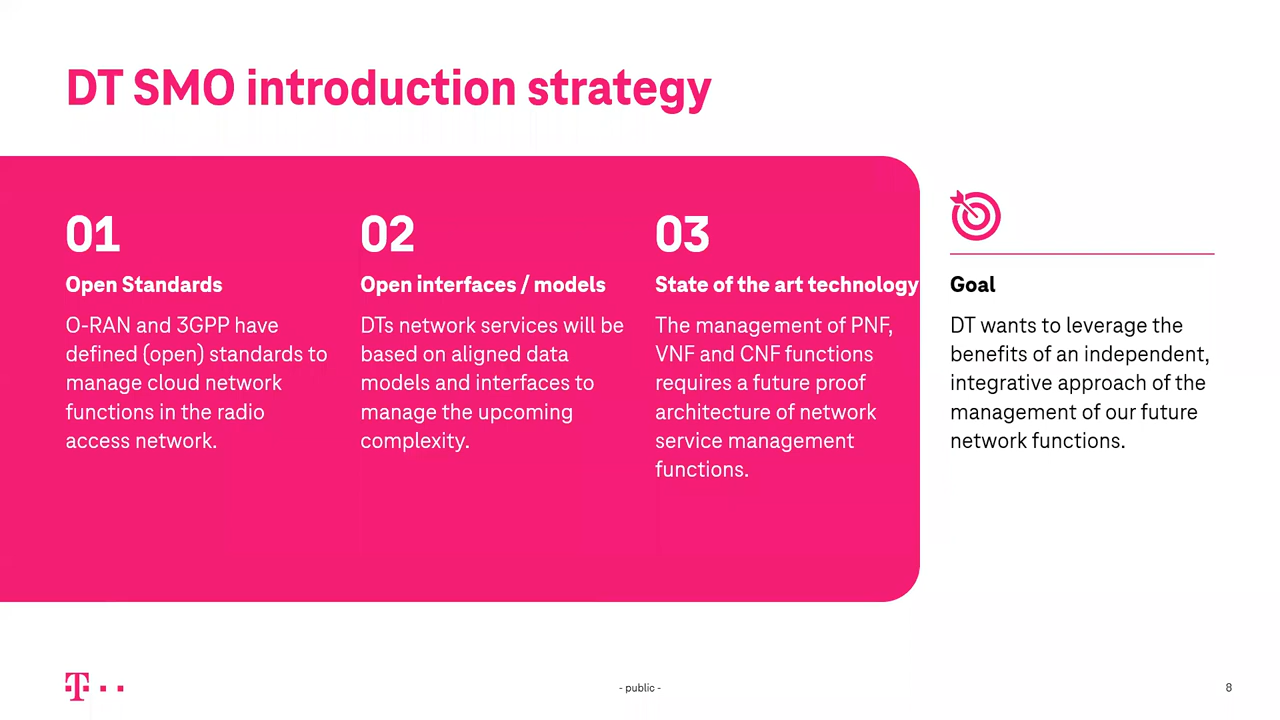 DT SMO introduction strategy
01
Open Standards
O-RAN and 3GPP have
defined (open) standards to
manage cloud network
functions in the radio
access network.
02
Open interfaces / models
DTs network services will be
based on aligned data
models and interfaces to
manage the upcoming
complexity.
03
State of the art technology
The management of PNF,
VNF and CNF functions
requires a future proof
architecture of network
service management
functions.
Goal
DT wants to leverage the
benefits of an independent,
integrative approach of the
management of our future
network functions.
T
- public -
8